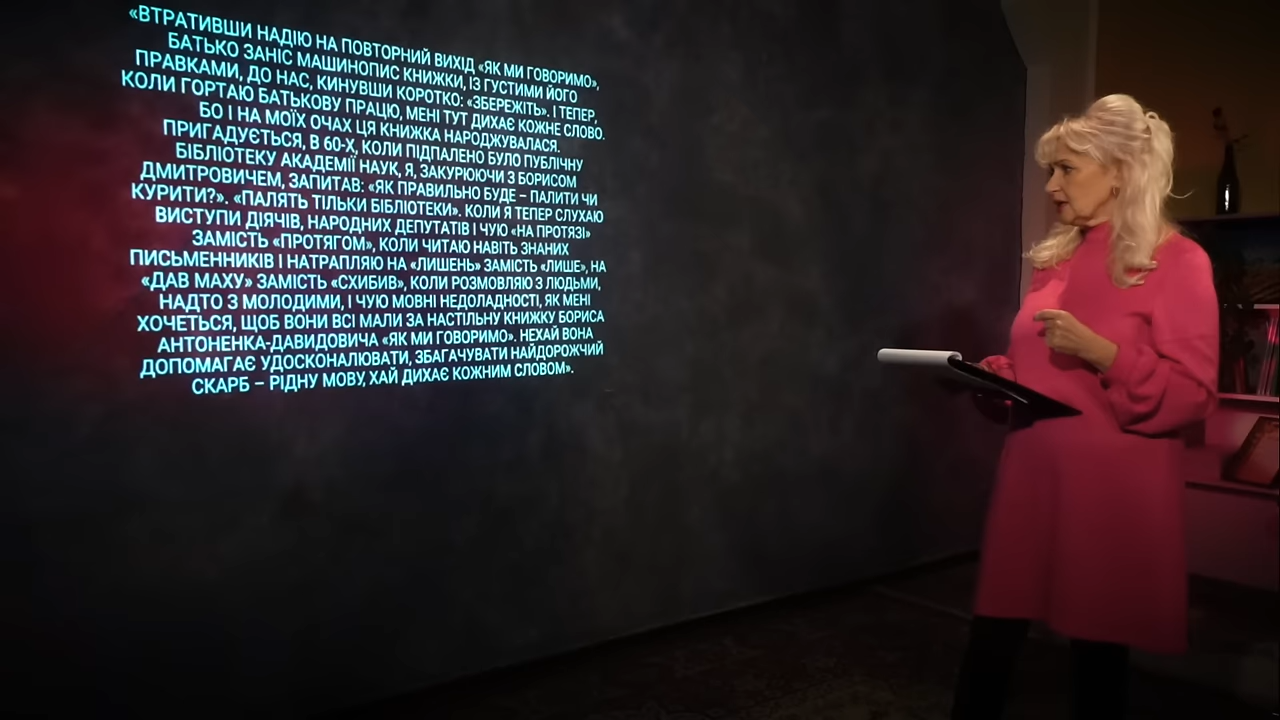 «ВТРАТИВШИ НАДІЮ НА ПОВТОРНИЙ ВИХІД «ЯК МИ ГОВОРИМО»,
БАТЬКО ЗАНІС МАШИНОПИС КНИЖКИ, ІЗ ГУСТИМИ ЙОГО
ПРАВКАМИ, ДО НАС, КИНУВШИ КОРОТКО: «ЗБЕРЕЖІТЬ». І ТЕПЕР,
КОЛИ ГОРТАЮ БАТЬКОВУ ПРАЦЮ, МЕНІ ТУТ ДИХАЄ КОЖНЕ СЛОВО.
БО І НА МОЇХ ОЧАХ ЦЯ КНИЖКА НАРОДЖУВАЛАСЯ.
ПРИГАДУЄТЬСЯ, В 60-Х, КОЛИ ПІДПАЛЕНО БУЛО ПУБЛІЧНУ
БІБЛІОТЕКУ АКАДЕМІЇ НАУК, Я, ЗАКУРЮЮЧИ З БОРИСОМ
ДМИТРОВИЧЕМ, ЗАПИТАВ: «ЯК ПРАВИЛЬНО БУДЕ – ПАЛИТИ ЧИ
КУРИТИ?». «ПАЛЯТЬ ТІЛЬКИ БІБЛІОТЕКИ». КОЛИ Я ТЕПЕР СЛУХАЮ
ВИСТУПИ ДІЯЧІВ, НАРОДНИХ ДЕПУТАТІВ І ЧУЮ «НА ПРОТЯЗІ»
ЗАМІСТЬ «ПРОТЯГОМ», КОЛИ ЧИТАЮ НАВІТЬ ЗНАНИХ
ПИСЬМЕННИКІВ І НАТРАПЛЯЮ НА «ЛИШЕНЬ» ЗАМІСТЬ «ЛИШЕ», НА
«ДАВ МАХУ» ЗАМІСТЬ «СХИБИВ», КОЛИ РОЗМОВЛЯЮ З ЛЮДЬМИ,
НАДТО З МОЛОДИМИ, І ЧУЮ МОВНІ НЕДОЛАДНОСТІ, ЯК МЕНІ
ХОЧЕТЬСЯ, ЩОБ ВОНИ ВСІ МАЛИ ЗА НАСТІЛЬНУ КНИЖКУ БОРИСА
АНТОНЕНКА-ДАВИДОВИЧА «ЯК МИ ГОВОРИМО». НЕХАЙ ВОНА
ДОПОМАГАЄ УДОСКОНАЛЮВАТИ, ЗБАГАЧУВАТИ НАЙДОРОЖЧИЙ
СКАРБ – РІДНУ МОВУ, ХАЙ ДИХАЄ КОЖНИМ СЛОВОМ».